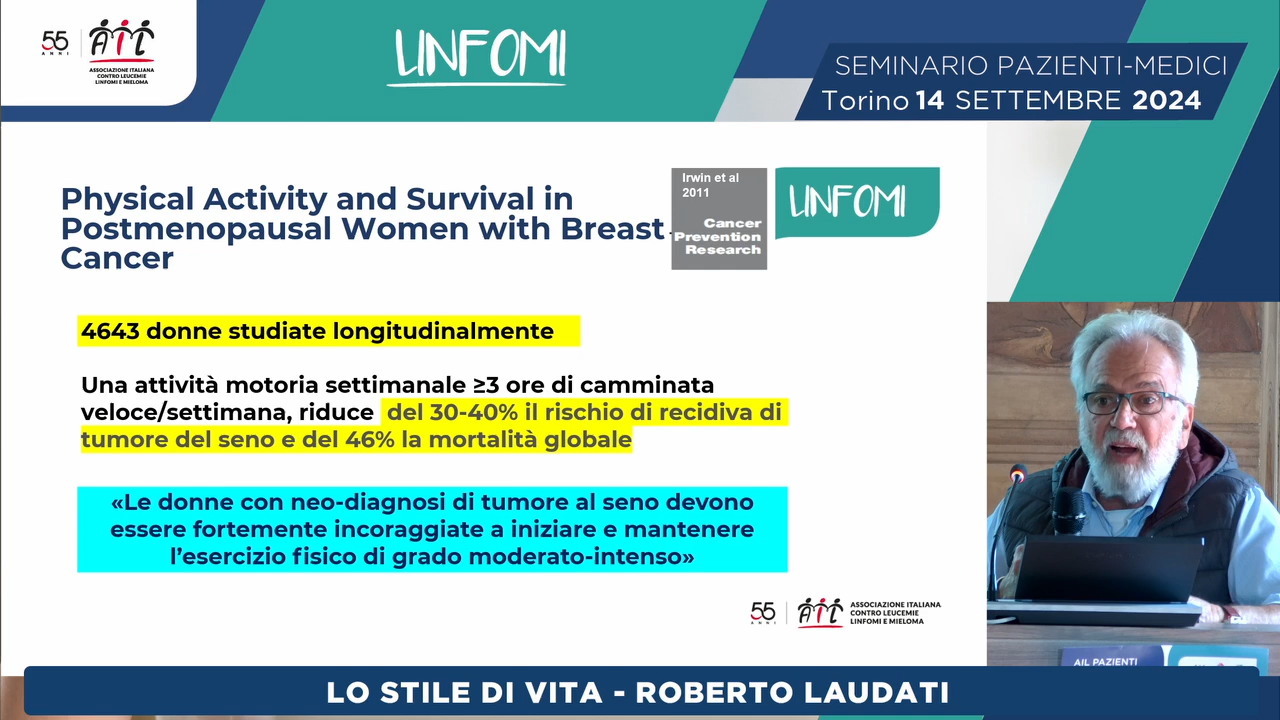 55
ANNI
AIL
ASSOCIAZIONE ITALIANA
CONTRO LEUCEMIE
LINFOMI E MIELOMA
LINFOMI
SEMINARIO PAZIENTI-MEDICI
Torino 14 SETTEMBRE 2024
Physical Activity and Survival in
Postmenopausal Women with Breast
Cancer
Irwin et al
2011
Cancer
Prevention
Research
LINFOMI
4643 donne studiate longitudinalmente
Una attività motoria settimanale ≥3 ore di camminata
veloce/settimana, riduce del 30-40% il rischio di recidiva di
tumore del seno e del 46% la mortalità globale
«Le donne con neo-diagnosi di tumore al seno devono
essere fortemente incoraggiate a iniziare e mantenere
l’esercizio fisico di grado moderato-intenso»
55
ANNI
AIL
ASSOCIAZIONE ITALIANA
CONTRO LEUCEMIE
LINFOMI E MIELOMA
AIL PAZIENTI
LO STILE DI VITA - ROBERTO LAUDATI